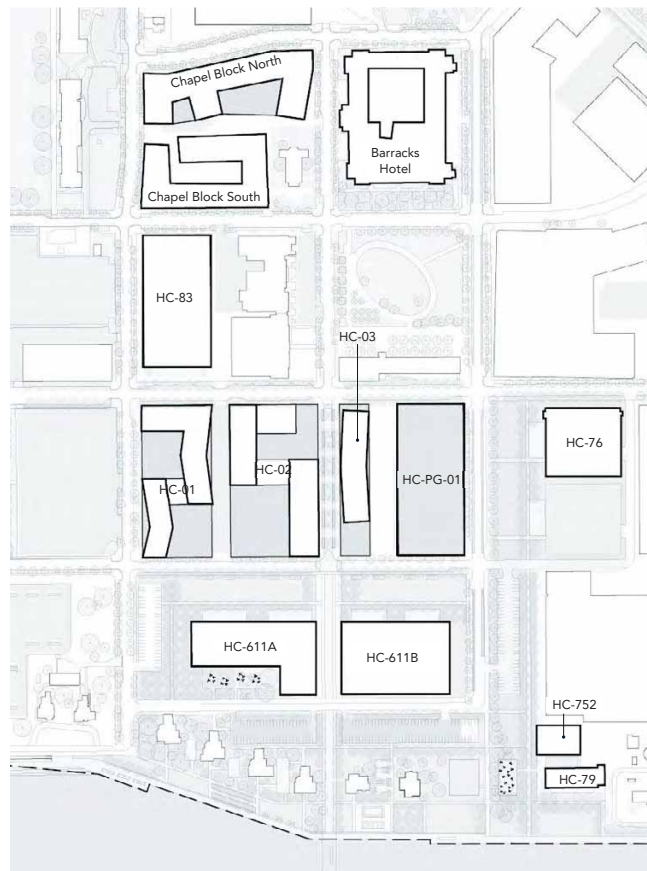 Chapel Block North
Barracks
Hotel
Chapel Block South
HC-83
HC-03
HC-01
HC-02
HC-PG-01
HC-76
HC-611A
HC-611B
HC-752
HC-79